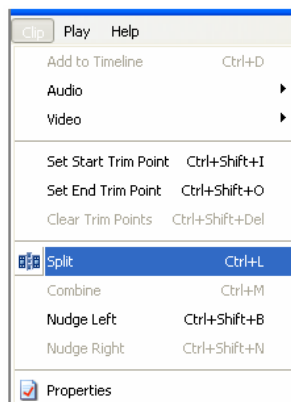 Clip Play Help
Add to Timeline Ctrl+D
Audio
Video
Set Start Trim Point Ctrl+Shift+I
Set End Trim Point Ctrl+Shift+O
Clear Trim Points Ctrl+Shift+Del
Split Ctrl+L
Combine Ctrl+M
Nudge Left Ctrl+Shift+B
Nudge Right Ctrl+Shift+N
Properties